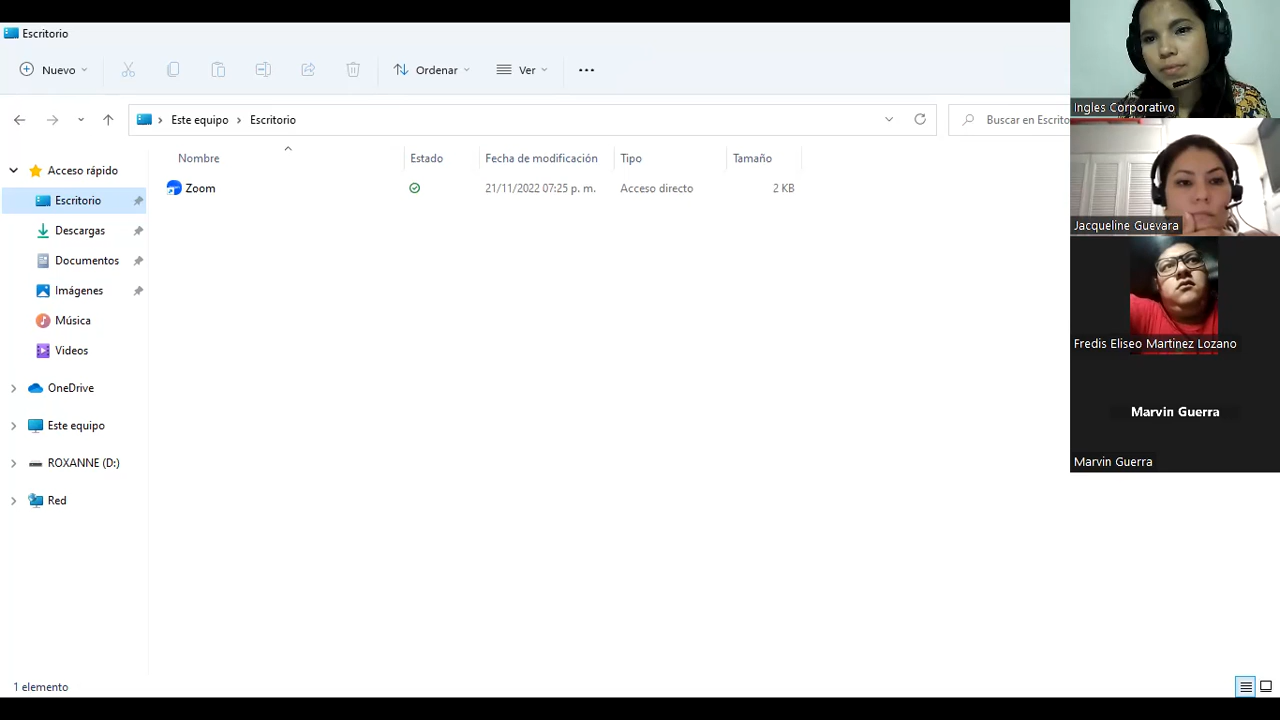 Escritorio
Nuevo
Ordenar
Ver
Este equipo
Escritorio
Buscar en Escrito
Nombre
Estado
Fecha de modificación
Tipo
Tamaño
Zoom
21/11/2022 07:25 p. m.
Acceso directo
2 KB
Acceso rápido
Escritorio
Descargas
Documentos
Imágenes
Música
Videos
OneDrive
Este equipo
ROXANNE (D:)
Red
1 elemento
Ingles Corporativo
Jacqueline Guevara
Fredis Eliseo Martinez Lozano
Marvin Guerra
Marvin Guerra